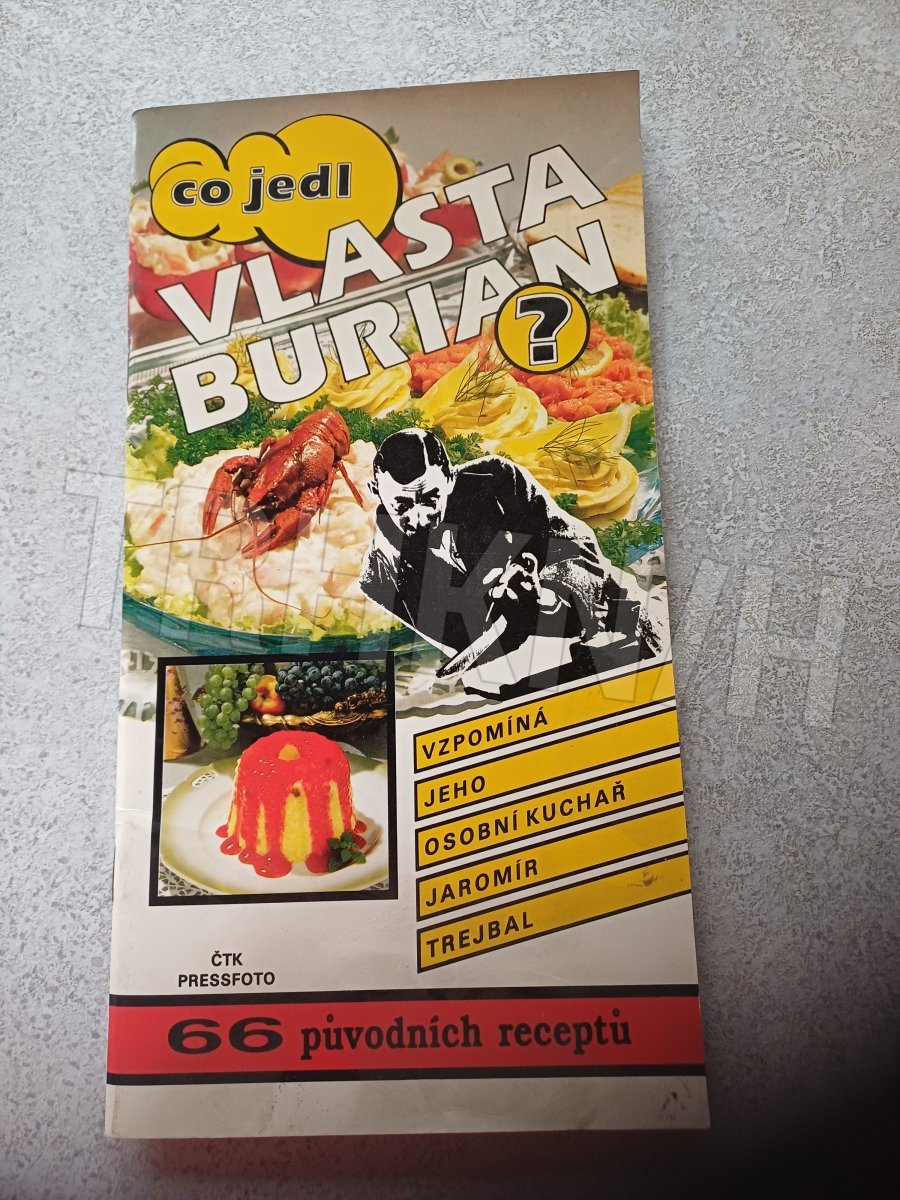 co jedl
VLASTA
BURIAN
?
VZPOMÍNÁ
JEHO
OSOBNÍ KUCHAŘ
JAROMÍR
TREJBAL
ČTK
PRESSFOTO
66 původních receptů